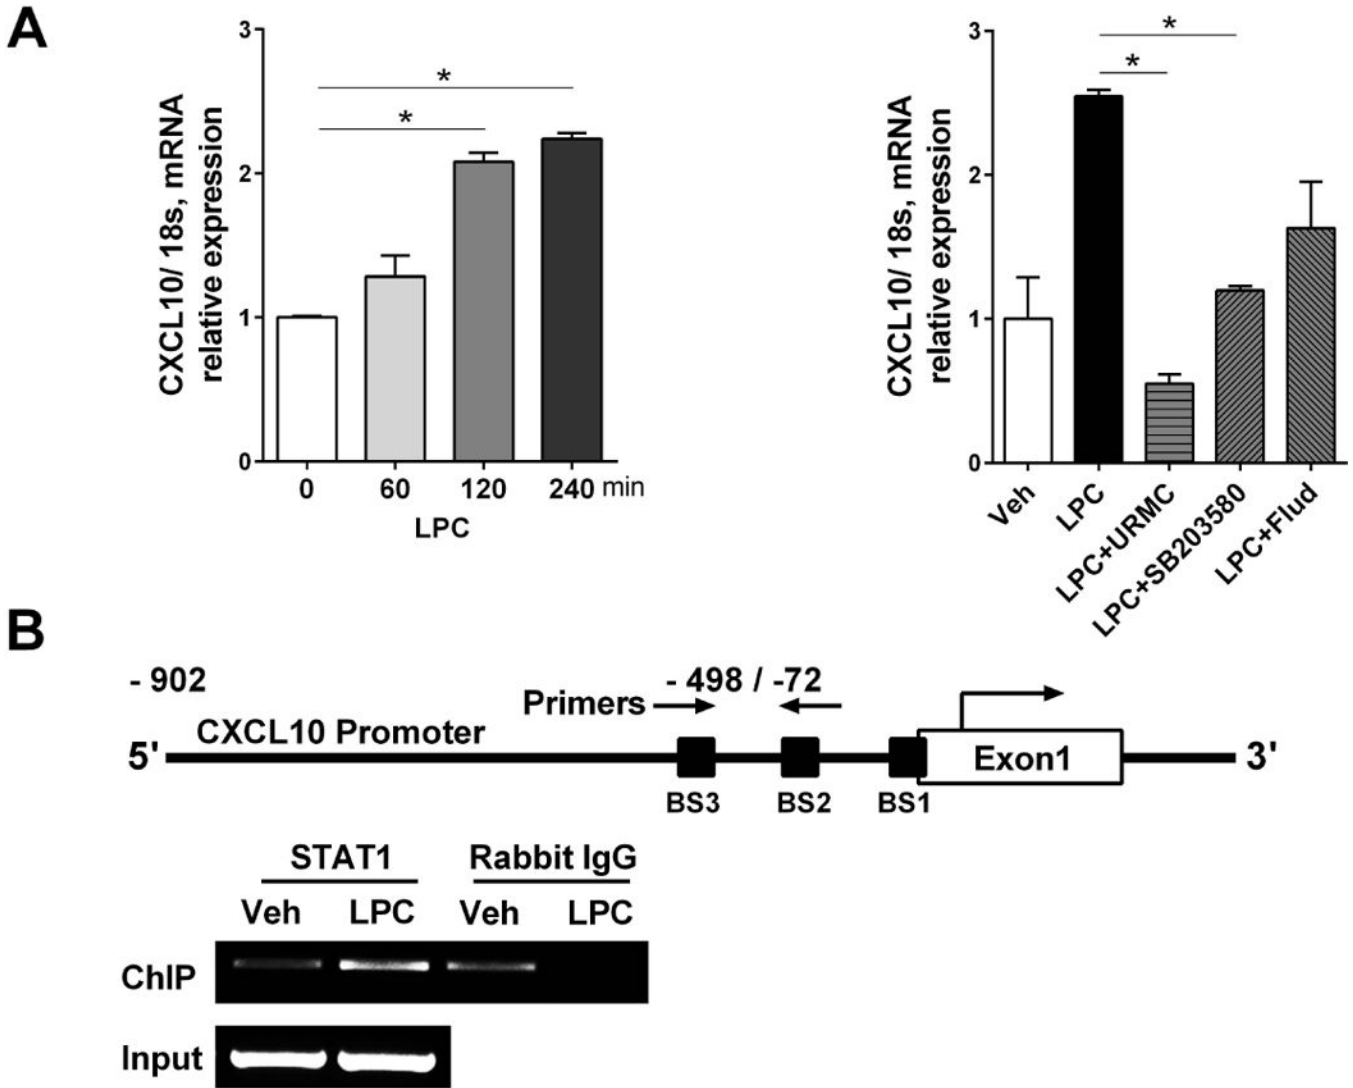 A
CXCL10/ 18s, mRNA
relative expression
3
2
1
0
*
*
0 60 120 240 min
LPC
CXCL10/ 18s, mRNA
relative expression
3
2
1
0
*
*
Veh
LPC
LPC+URMC
LPC+SB203580
LPC+Flud
B
- 902
- 498 / -72
Primers
CXCL10 Promoter
5' Exon1 3'
BS3 BS2 BS1
STAT1 Rabbit IgG
Veh LPC Veh LPC
ChIP
Input